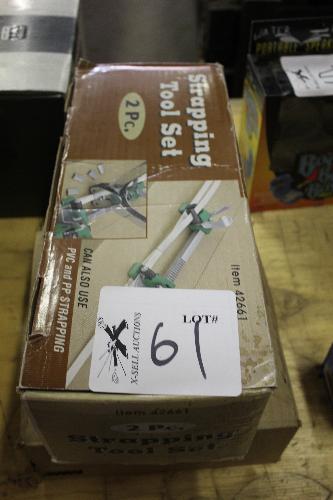 Strapping
Tool Set
2 Pc.
CAN ALSO USE
PVC and PP STRAPPING
Item 42661
LOT#
61
X-SELL AUCTIONS
Item 42661
2 Pc.
Strapping
Tool Set
PORTABLE